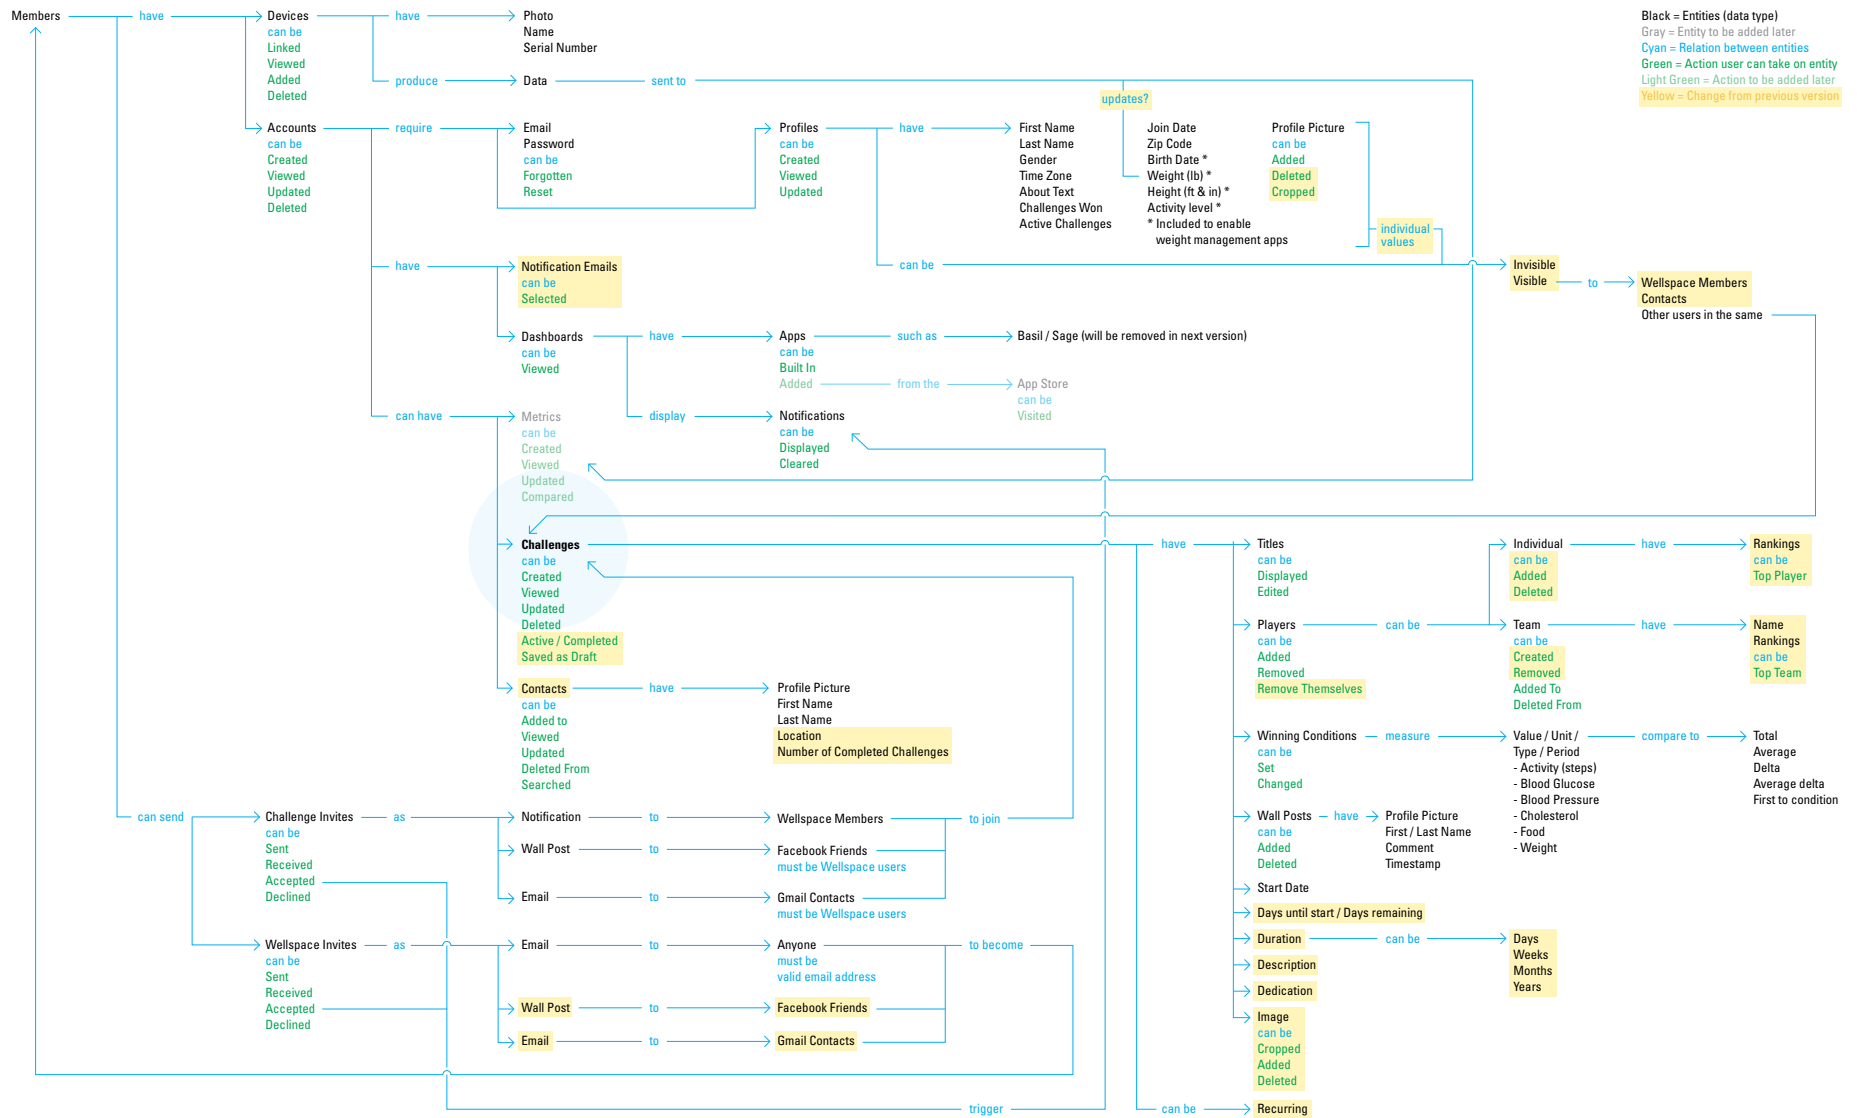 Members
have
Devices
can be
Linked
Viewed
Added
Deleted
have
Photo
Name
Serial Number
produce
Data
sent to
updates?
Black = Entities (data type)
Gray = Entity to be added later
Cyan = Relation between entities
Green = Action user can take on entity
Light Green = Action to be added later
Yellow = Change from previous version
Accounts
can be
Created
Viewed
Updated
Deleted
require
Email
Password
can be
Forgotten
Reset
Profiles
can be
Created
Viewed
Updated
have
First Name
Last Name
Gender
Time Zone
About Text
Challenges Won
Active Challenges
Join Date
Zip Code
Birth Date *
Weight (lb) *
Height (ft & in) *
Activity level *
* Included to enable
weight management apps
Profile Picture
can be
Added
Deleted
Cropped
individual
values
can be
Invisible
Visible
to
Wellspace Members
Contacts
Other users in the same
have
Notification Emails
can be
Selected
Dashboards
can be
Viewed
have
Apps
can be
Built In
Added
such as
Basil / Sage (will be removed in next version)
from the
App Store
can be
Visited
display
Notifications
can be
Displayed
Cleared
can have
Metrics
can be
Created
Viewed
Updated
Compared
Challenges
can be
Created
Viewed
Updated
Deleted
Active / Completed
Saved as Draft
have
Titles
can be
Displayed
Edited
Players
can be
Added
Removed
Remove Themselves
can be
Individual
can be
Added
Deleted
have
Rankings
can be
Top Player
Team
can be
Created
Removed
Added To
Deleted From
have
Name
Rankings
can be
Top Team
Contacts
can be
Added to
Viewed
Updated
Deleted From
Searched
have
Profile Picture
First Name
Last Name
Location
Number of Completed Challenges
Winning Conditions
can be
Set
Changed
measure
Value / Unit /
Type / Period
- Activity (steps)
- Blood Glucose
- Blood Pressure
- Cholesterol
- Food
- Weight
compare to
Total
Average
Delta
Average delta
First to condition
Wall Posts
can be
Added
Deleted
have
Profile Picture
First / Last Name
Comment
Timestamp
Start Date
Days until start / Days remaining
Duration
can be
Days
Weeks
Months
Years
Description
Dedication
Image
can be
Cropped
Added
Deleted
can be
Recurring
can send
Challenge Invites
can be
Sent
Received
Accepted
Declined
as
Notification
to
Wellspace Members
to join
Wall Post
to
Facebook Friends
must be Wellspace users
Email
to
Gmail Contacts
must be Wellspace users
Wellspace Invites
can be
Sent
Received
Accepted
Declined
as
Email
to
Anyone
must be
valid email address
to become
Wall Post
to
Facebook Friends
Email
to
Gmail Contacts
trigger